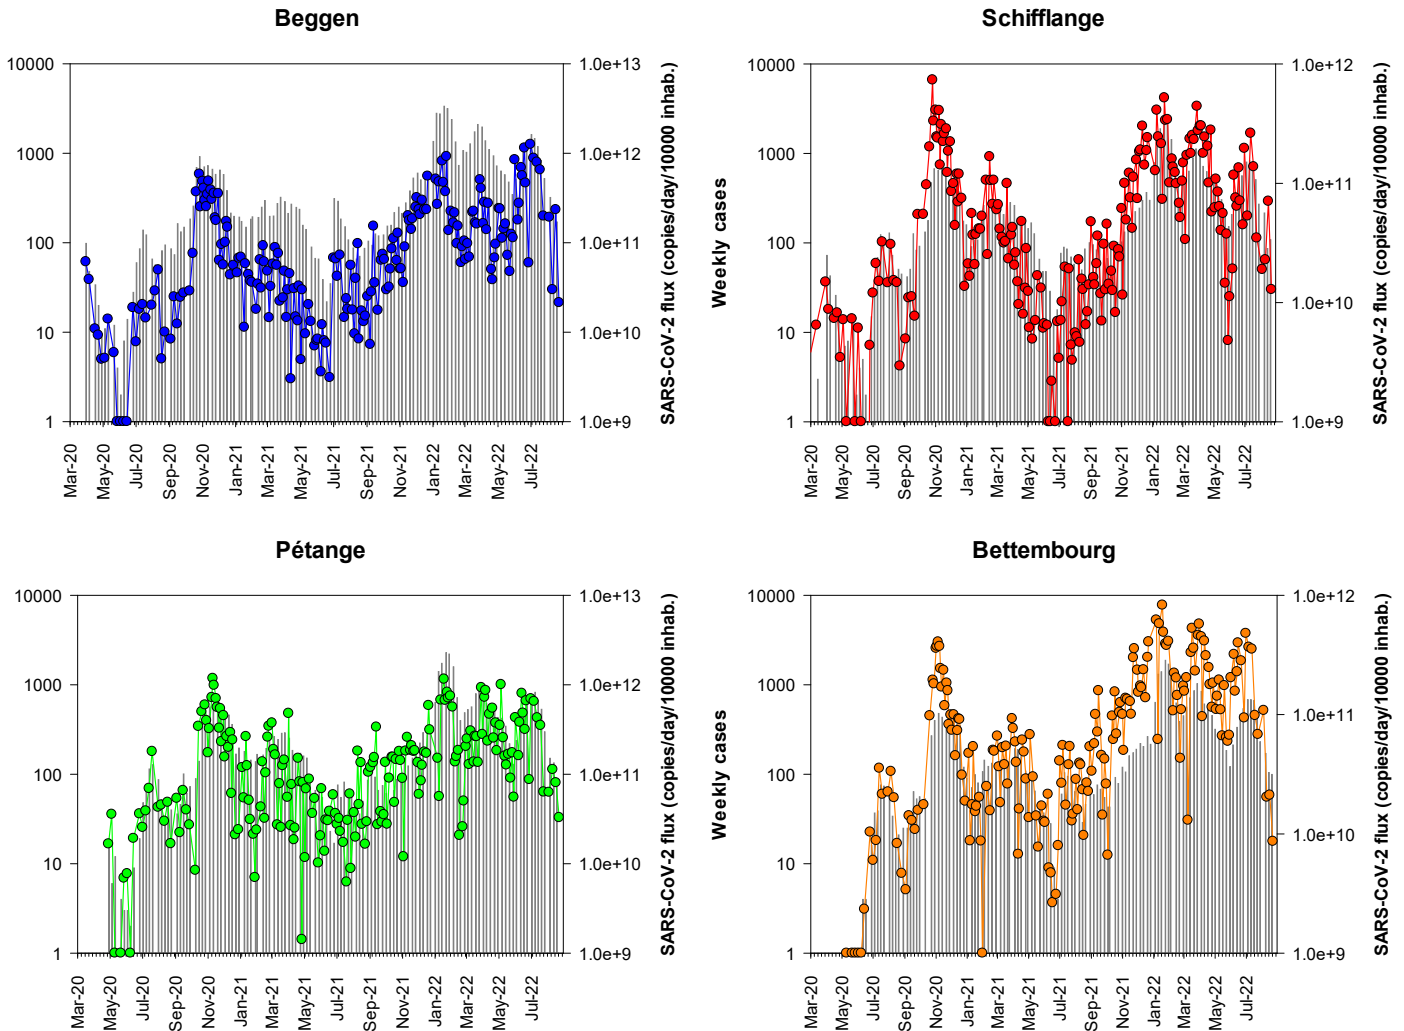 Beggen
10000
1000
100
10
1
1.0e+13
1.0e+12
1.0e+11
1.0e+10
1.0e+9
SARS-CoV-2 flux (copies/day/10000 inhab.)
Mar-20
May-20
Jul-20
Sep-20
Nov-20
Jan-21
Mar-21
May-21
Jul-21
Sep-21
Nov-21
Jan-22
Mar-22
May-22
Jul-22
Schifflange
Weekly cases
10000
1000
100
10
1
1.0e+12
1.0e+11
1.0e+10
1.0e+9
SARS-CoV-2 flux (copies/day/10000 inhab.)
Mar-20
May-20
Jul-20
Sep-20
Nov-20
Jan-21
Mar-21
May-21
Jul-21
Sep-21
Nov-21
Jan-22
Mar-22
May-22
Jul-22
Pétange
10000
1000
100
10
1
1.0e+13
1.0e+12
1.0e+11
1.0e+10
1.0e+9
SARS-CoV-2 flux (copies/day/10000 inhab.)
Mar-20
May-20
Jul-20
Sep-20
Nov-20
Jan-21
Mar-21
May-21
Jul-21
Sep-21
Nov-21
Jan-22
Mar-22
May-22
Jul-22
Bettembourg
Weekly cases
10000
1000
100
10
1
1.0e+12
1.0e+11
1.0e+10
1.0e+9
SARS-CoV-2 flux (copies/day/10000 inhab.)
Mar-20
May-20
Jul-20
Sep-20
Nov-20
Jan-21
Mar-21
May-21
Jul-21
Sep-21
Nov-21
Jan-22
Mar-22
May-22
Jul-22